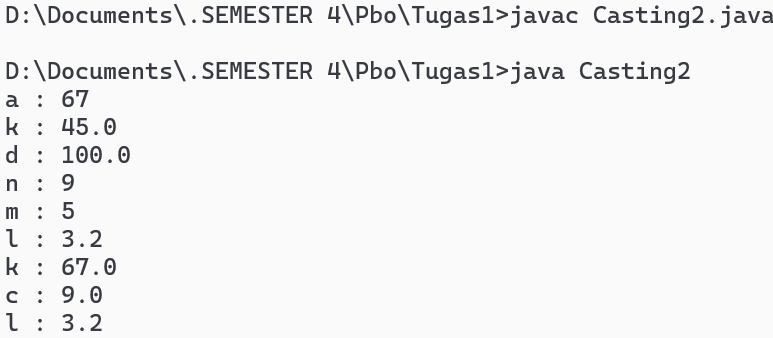 D:\Documents\.SEMESTER 4\Pbo\Tugas1>javac Casting2.java
D:\Documents\.SEMESTER 4\Pbo\Tugas1>java Casting2
a : 67
k : 45.0
d : 100.0
n : 9
m : 5
l : 3.2
k : 67.0
c : 9.0
l : 3.2